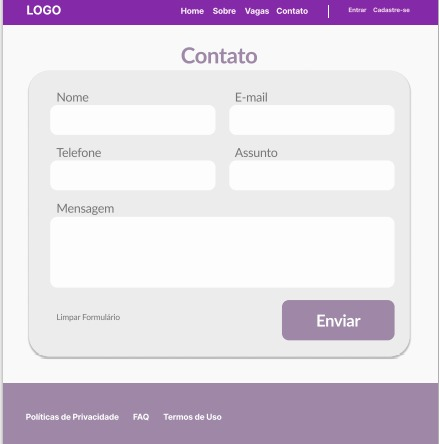 LOGO Home Sobre Vagas Contato Entrar Cadastre-se
Contato
Nome E-mail
Telefone Assunto
Mensagem
Limpar Formulário Enviar
Políticas de Privacidade FAQ Termos de Uso